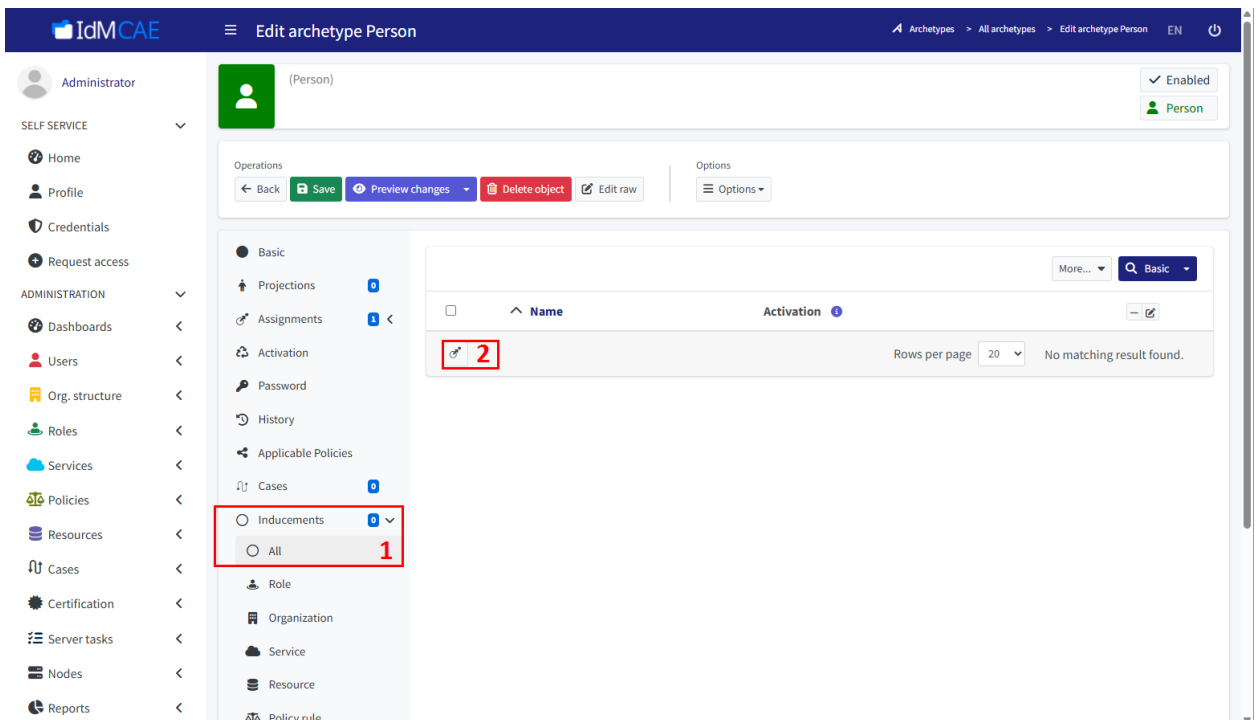 IdMCAE
Edit archetype Person
Archetypes > All archetypes > Edit archetype Person EN
Administrator
SELF SERVICE
Home
Profile
Credentials
Request access
ADMINISTRATION
Dashboards
Users
Org. structure
Roles
Services
Policies
Resources
Cases
Certification
Server tasks
Nodes
Reports
(Person)
Enabled
Person
Operations
Back Save Preview changes Delete object Edit raw
Options
Options
Basic
Projections 0
Assignments 1
Activation
Password
History
Applicable Policies
Cases 0
Inducements 0
All 1
Role
Organization
Service
Resource
Policy rule
More... Basic
Name Activation
2 Rows per page 20 No matching result found.